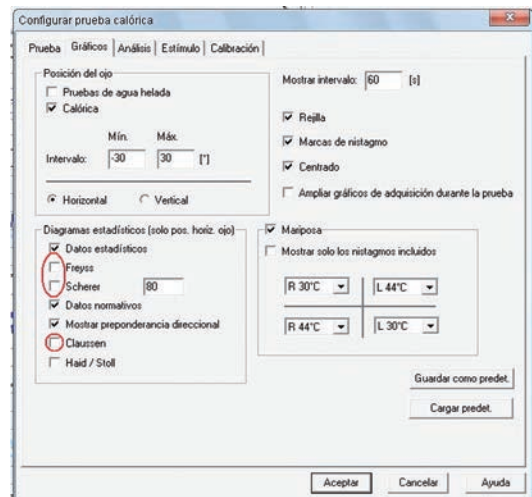 Configurar prueba calórica
Prueba Gráficos Análisis Estímulo Calibración
Posición del ojo
Pruebas de agua helada
Calórica
Mín. Máx.
Intervalo: -30 30 [°]
Horizontal Vertical
Mostrar intervalo: 60 [s]
Rejilla
Marcas de nistagmo
Centrado
Ampliar gráficos de adquisición durante la prueba
Diagramas estadísticos (solo pos. horiz. ojo)
Datos estadísticos
Freyss
Scherer 80
Datos normativos
Mostrar preponderancia direccional
Claussen
Haid / Stoll
Mariposa
Mostrar solo los nistagmos incluidos
R 30°C L 44°C
R 44°C L 30°C
Guardar como predet.
Cargar predet.
Aceptar Cancelar Ayuda